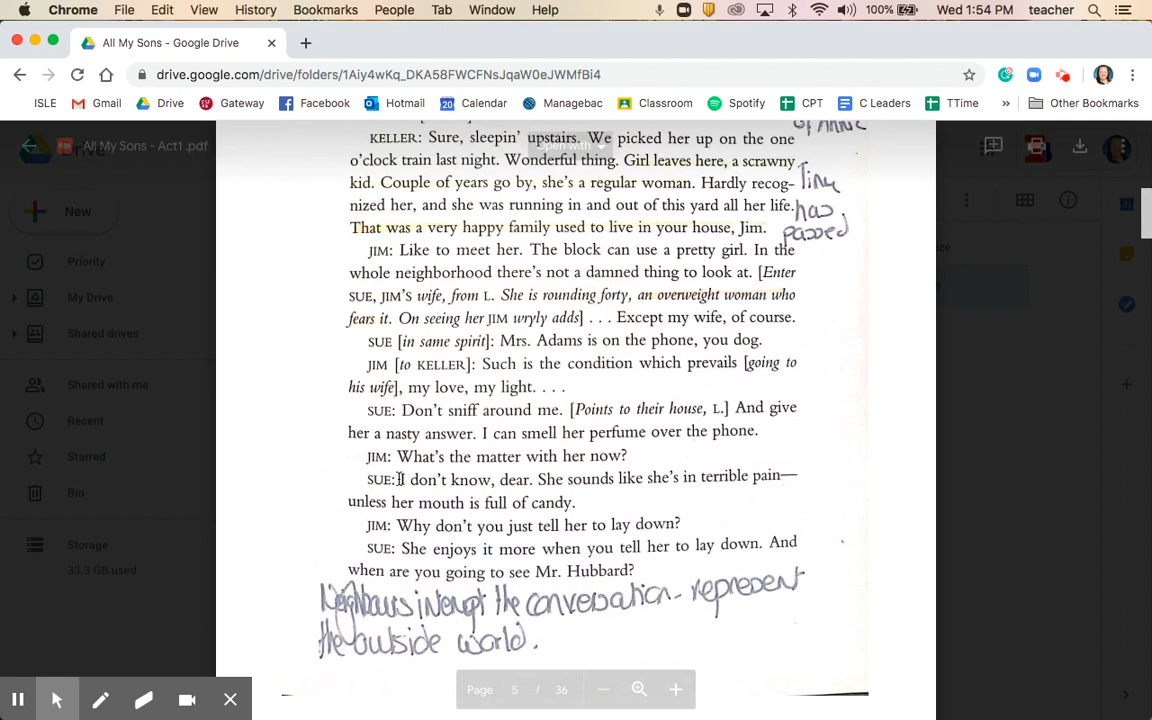 Chrome File Edit View History Bookmarks People Tab Window Help 100% Wed 1:54 PM teacher
All My Sons - Google Drive
drive.google.com/drive/folders/1Aiy4wKq_DKA58FWCFNsJqaW0eJWMfBi4
ISLE Gmail Drive Gateway Facebook Hotmail Calendar Managebac Classroom Spotify CPT C Leaders TTime » Other Bookmarks
All My Sons - Act1 .pdf
Open with
New
Priority
My Drive
Shared drives
Shared with me
Recent
Starred
Bin
Storage
33.3 GB used
of Annie
KELLER: Sure, sleepin' upstairs. We picked her up on the one
o'clock train last night. Wonderful thing. Girl leaves here, a scrawny
kid. Couple of years go by, she's a regular woman. Hardly recog-
nized her, and she was running in and out of this yard all her life.
That was a very happy family used to live in your house, Jim.
Time
has
passed
JIM: Like to meet her. The block can use a pretty girl. In the
whole neighborhood there's not a damned thing to look at. [Enter
SUE, JIM'S wife, from L. She is rounding forty, an overweight woman who
fears it. On seeing her JIM wryly adds] . . . Except my wife, of course.
SUE [in same spirit]: Mrs. Adams is on the phone, you dog.
JIM [to KELLER]: Such is the condition which prevails [going to
his wife], my love, my light. . . .
SUE: Don't sniff around me. [Points to their house, L.] And give
her a nasty answer. I can smell her perfume over the phone.
JIM: What's the matter with her now?
SUE: I don't know, dear. She sounds like she's in terrible pain—
unless her mouth is full of candy.
JIM: Why don't you just tell her to lay down?
SUE: She enjoys it more when you tell her to lay down. And
when are you going to see Mr. Hubbard?
Neighbours interupt the conversation - represent
the outside world.
Page 5 / 36